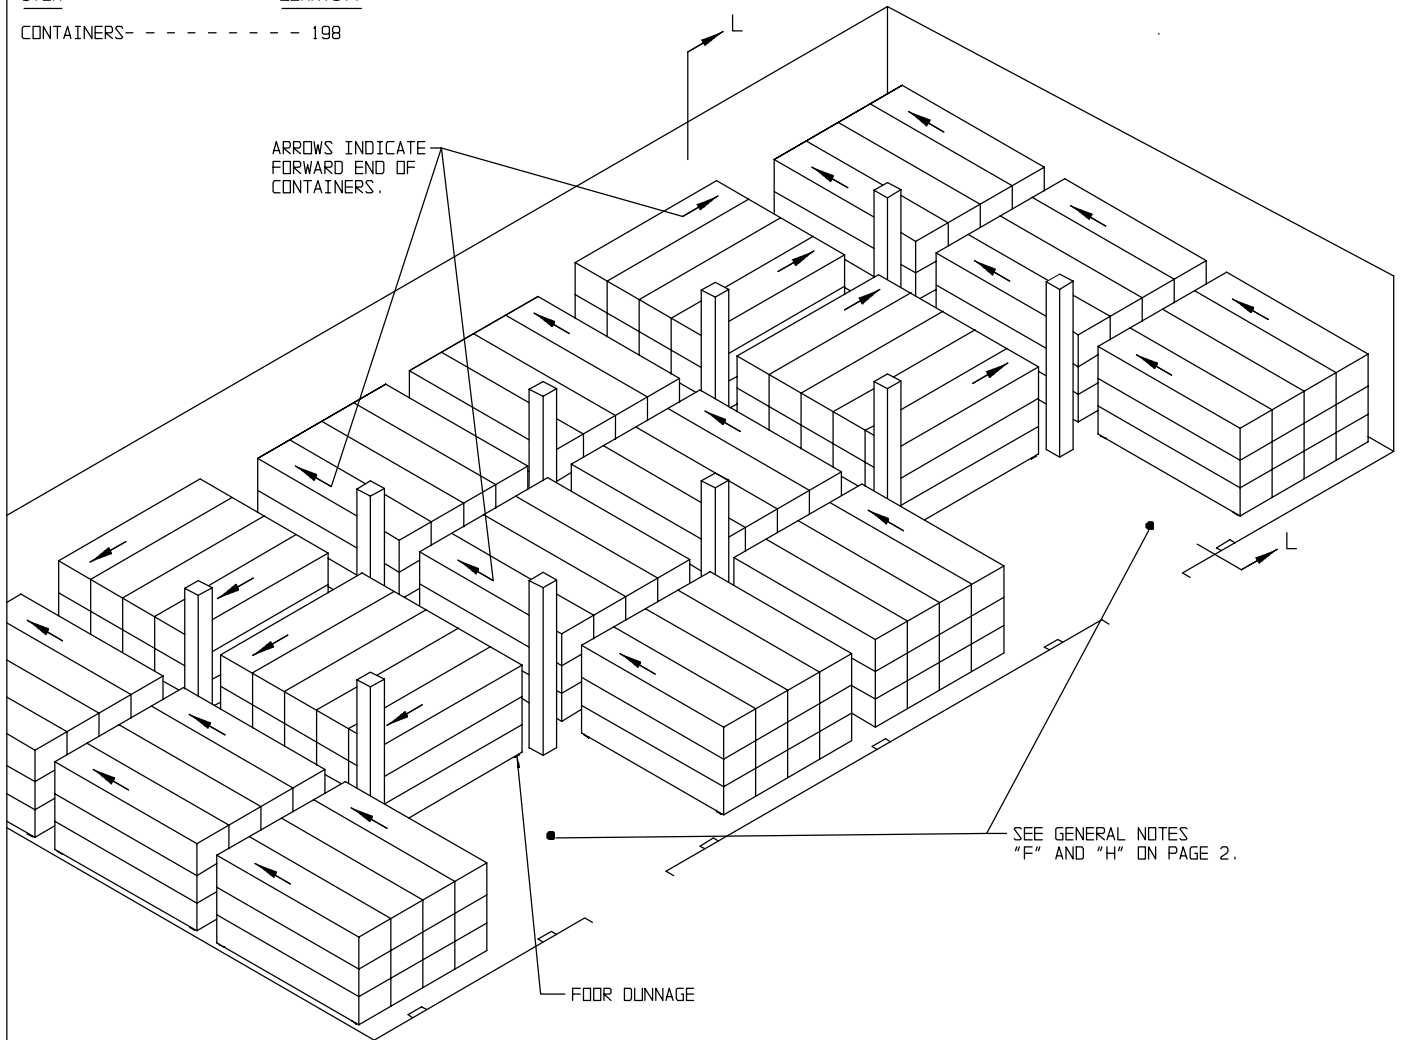 CONTAINERS- - - - - - - - - - 198
L
ARROWS INDICATE
FORWARD END OF
CONTAINERS.
L
SEE GENERAL NOTES
"F" AND "H" ON PAGE 2.
FOOR DUNNAGE